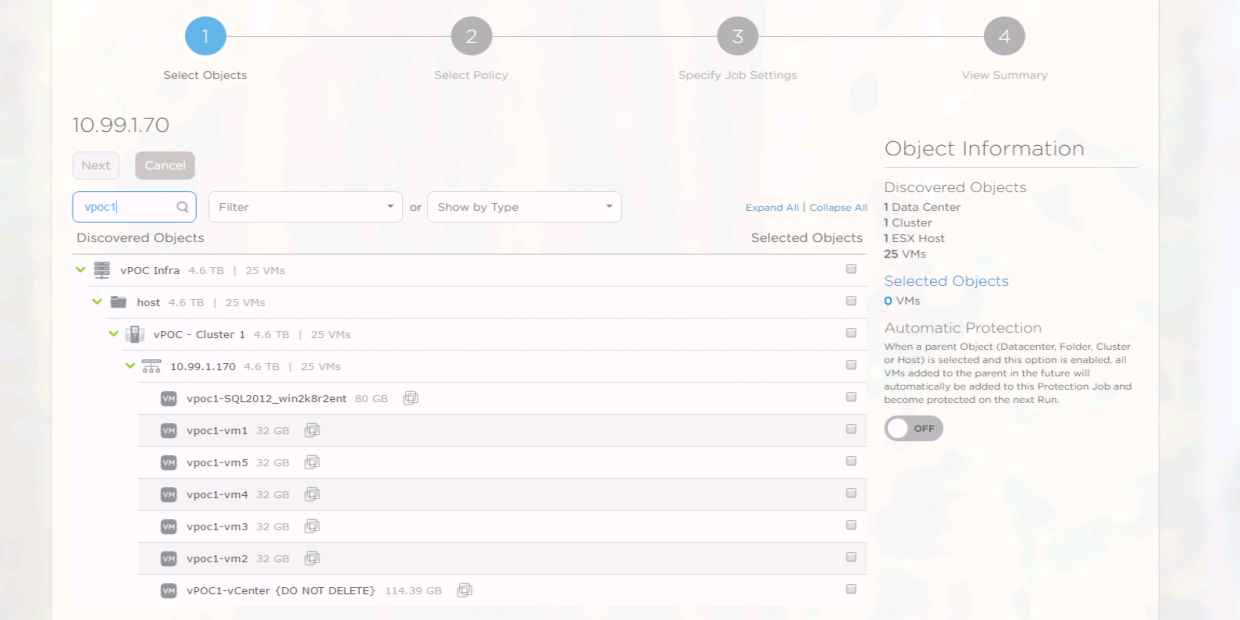 1 2 3 4
Select Objects Select Policy Specify Job Settings View Summary
10.99.1.70
Next Cancel
vpoc1 Filter or Show by Type Expand All | Collapse All
Discovered Objects Selected Objects
vPOC Infra 4.6 TB | 25 VMs
host 4.6 TB | 25 VMs
vPOC - Cluster 1 4.6 TB | 25 VMs
10.99.1.170 4.6 TB | 25 VMs
VM vpoc1-SQL2012_win2k8r2ent 80 GB
VM vpoc1-vm1 32 GB
VM vpoc1-vm5 32 GB
VM vpoc1-vm4 32 GB
VM vpoc1-vm3 32 GB
VM vpoc1-vm2 32 GB
VM vPOC1-vCenter {DO NOT DELETE} 114.39 GB
Object Information
Discovered Objects
1 Data Center
1 Cluster
1 ESX Host
25 VMs
Selected Objects
0 VMs
Automatic Protection
When a parent Object (Datacenter, Folder, Cluster
or Host) is selected and this option is enabled, all
VMs added to the parent in the future will
automatically be added to this Protection Job and
become protected on the next Run.
OFF